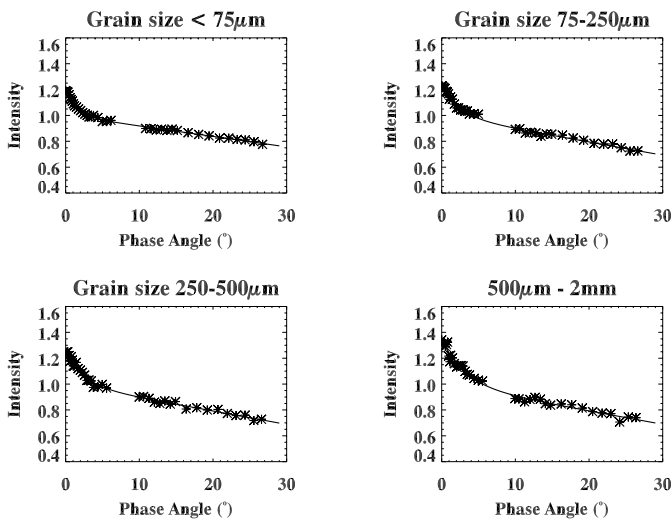 Grain size < 75μm
1.6
1.4
1.2
1.0
0.8
0.6
0.4
Intensity
0 10 20 30
Phase Angle (°)
Grain size 75-250μm
1.6
1.4
1.2
1.0
0.8
0.6
0.4
Intensity
0 10 20 30
Phase Angle (°)
Grain size 250-500μm
1.6
1.4
1.2
1.0
0.8
0.6
0.4
Intensity
0 10 20 30
Phase Angle (°)
500μm - 2mm
1.6
1.4
1.2
1.0
0.8
0.6
0.4
Intensity
0 10 20 30
Phase Angle (°)